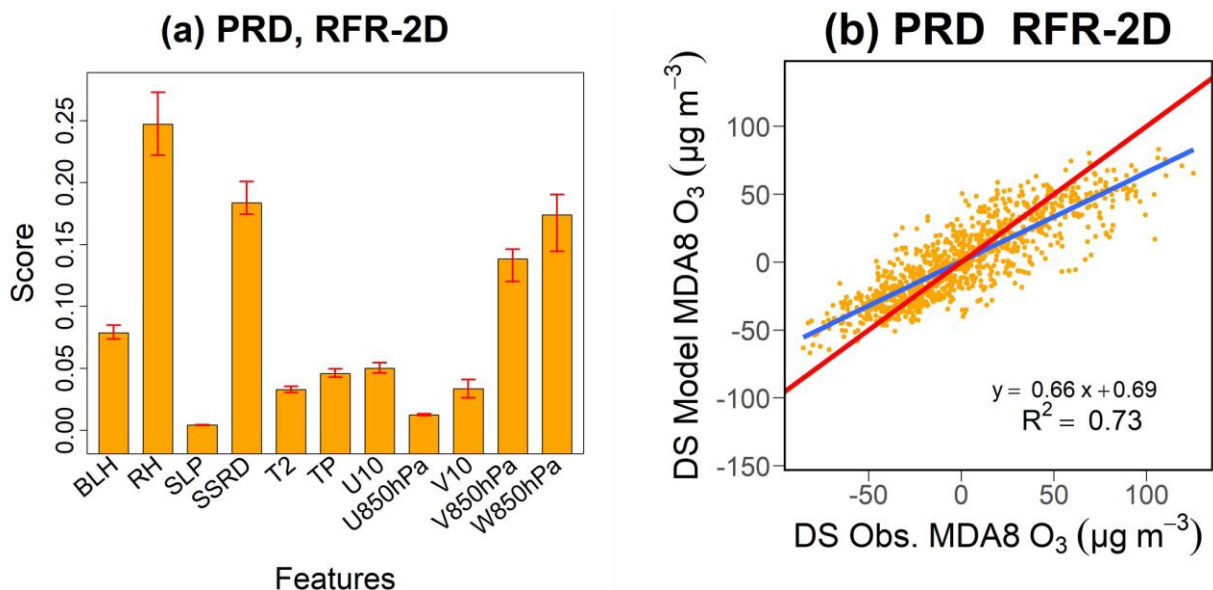 (a) PRD, RFR-2D
Score
0.25
0.20
0.15
0.10
0.05
0.00
BLH
RH
SLP
SSRD
T2
TP
U10
U850hPa
V10
V850hPa
W850hPa
Features
(b) PRD RFR-2D
DS Model MDA8 O₃ (µg m⁻³)
100
50
0
-50
-100
-150
y = 0.66 x + 0.69
R² = 0.73
-50
0
50
100
DS Obs. MDA8 O₃ (µg m⁻³)